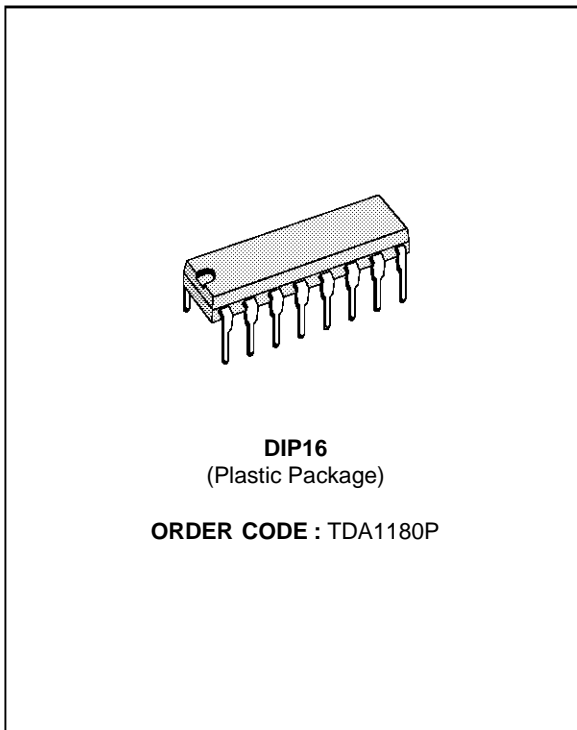 DIP16
(Plastic Package)
ORDER CODE : TDA1180P